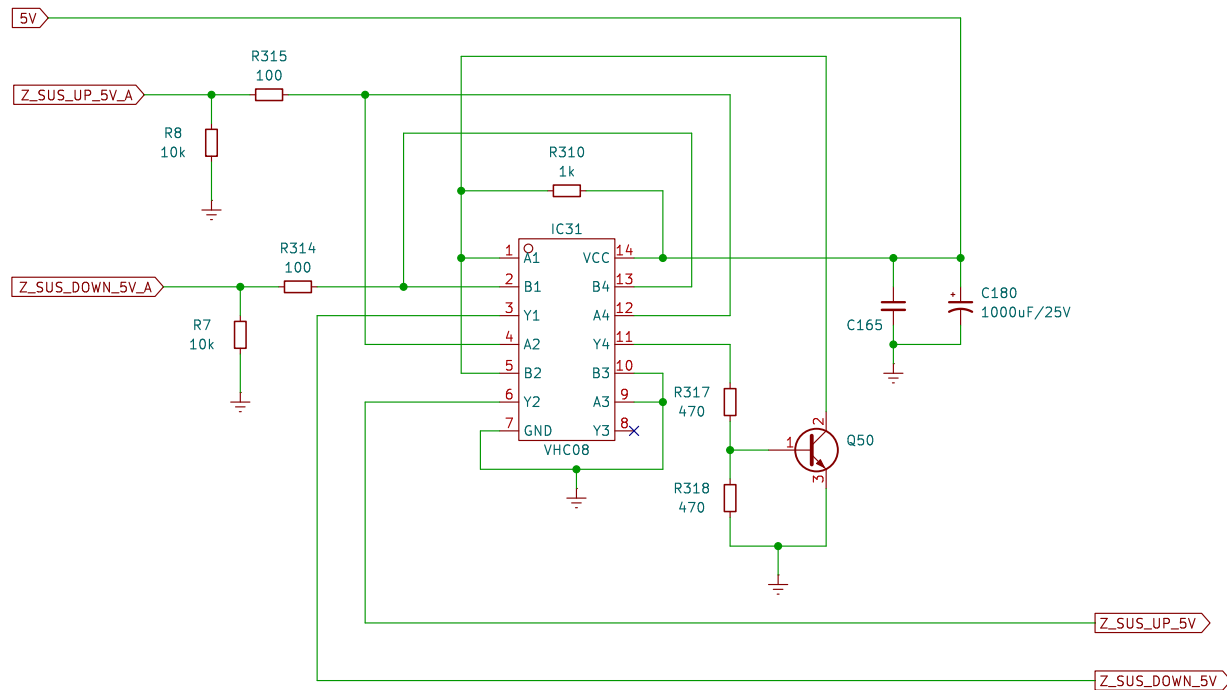 5V
R315
100
Z_SUS_UP_5V_A
R8
10k
R310
1k
IC31
R314
100
Z_SUS_DOWN_5V_A
R7
10k
1 A1 VCC 14
2 B1 B4 13
3 Y1 A4 12
4 A2 Y4 11
5 B2 B3 10
6 Y2 A3 9
7 GND Y3 8
VHC08
+
C180
1000uF/25V
C165
R317
470
2
1
Q50
3
R318
470
Z_SUS_UP_5V
Z_SUS_DOWN_5V